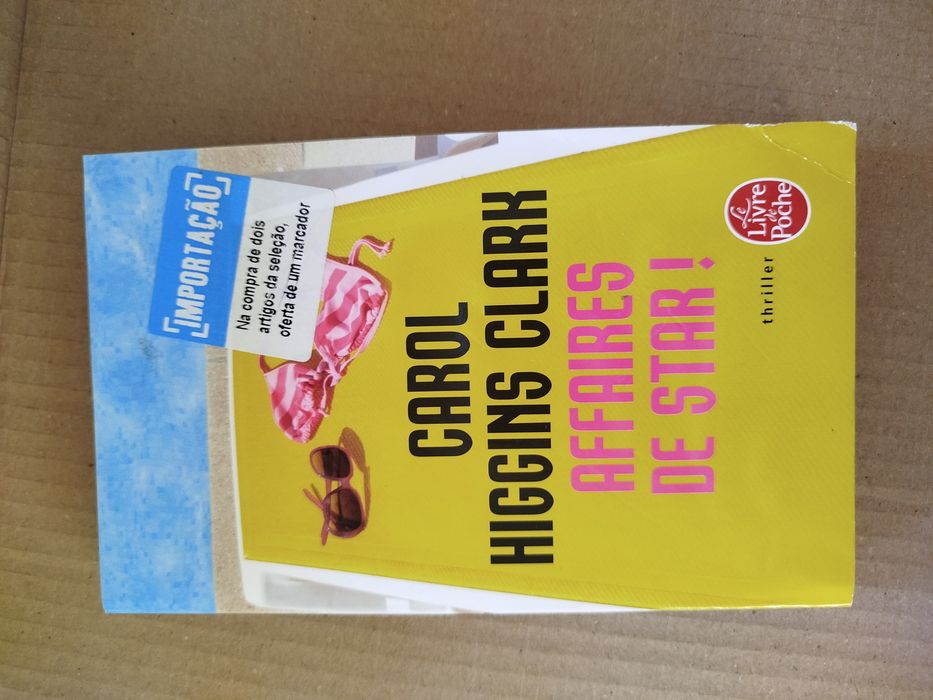 [IMPORTAÇÃO]
Na compra de dois
artigos da seleção,
oferta de um marcador
CAROL
HIGGINS CLARK
AFFAIRES
DE STAR !
thriller
Le
Livre
de
Poche